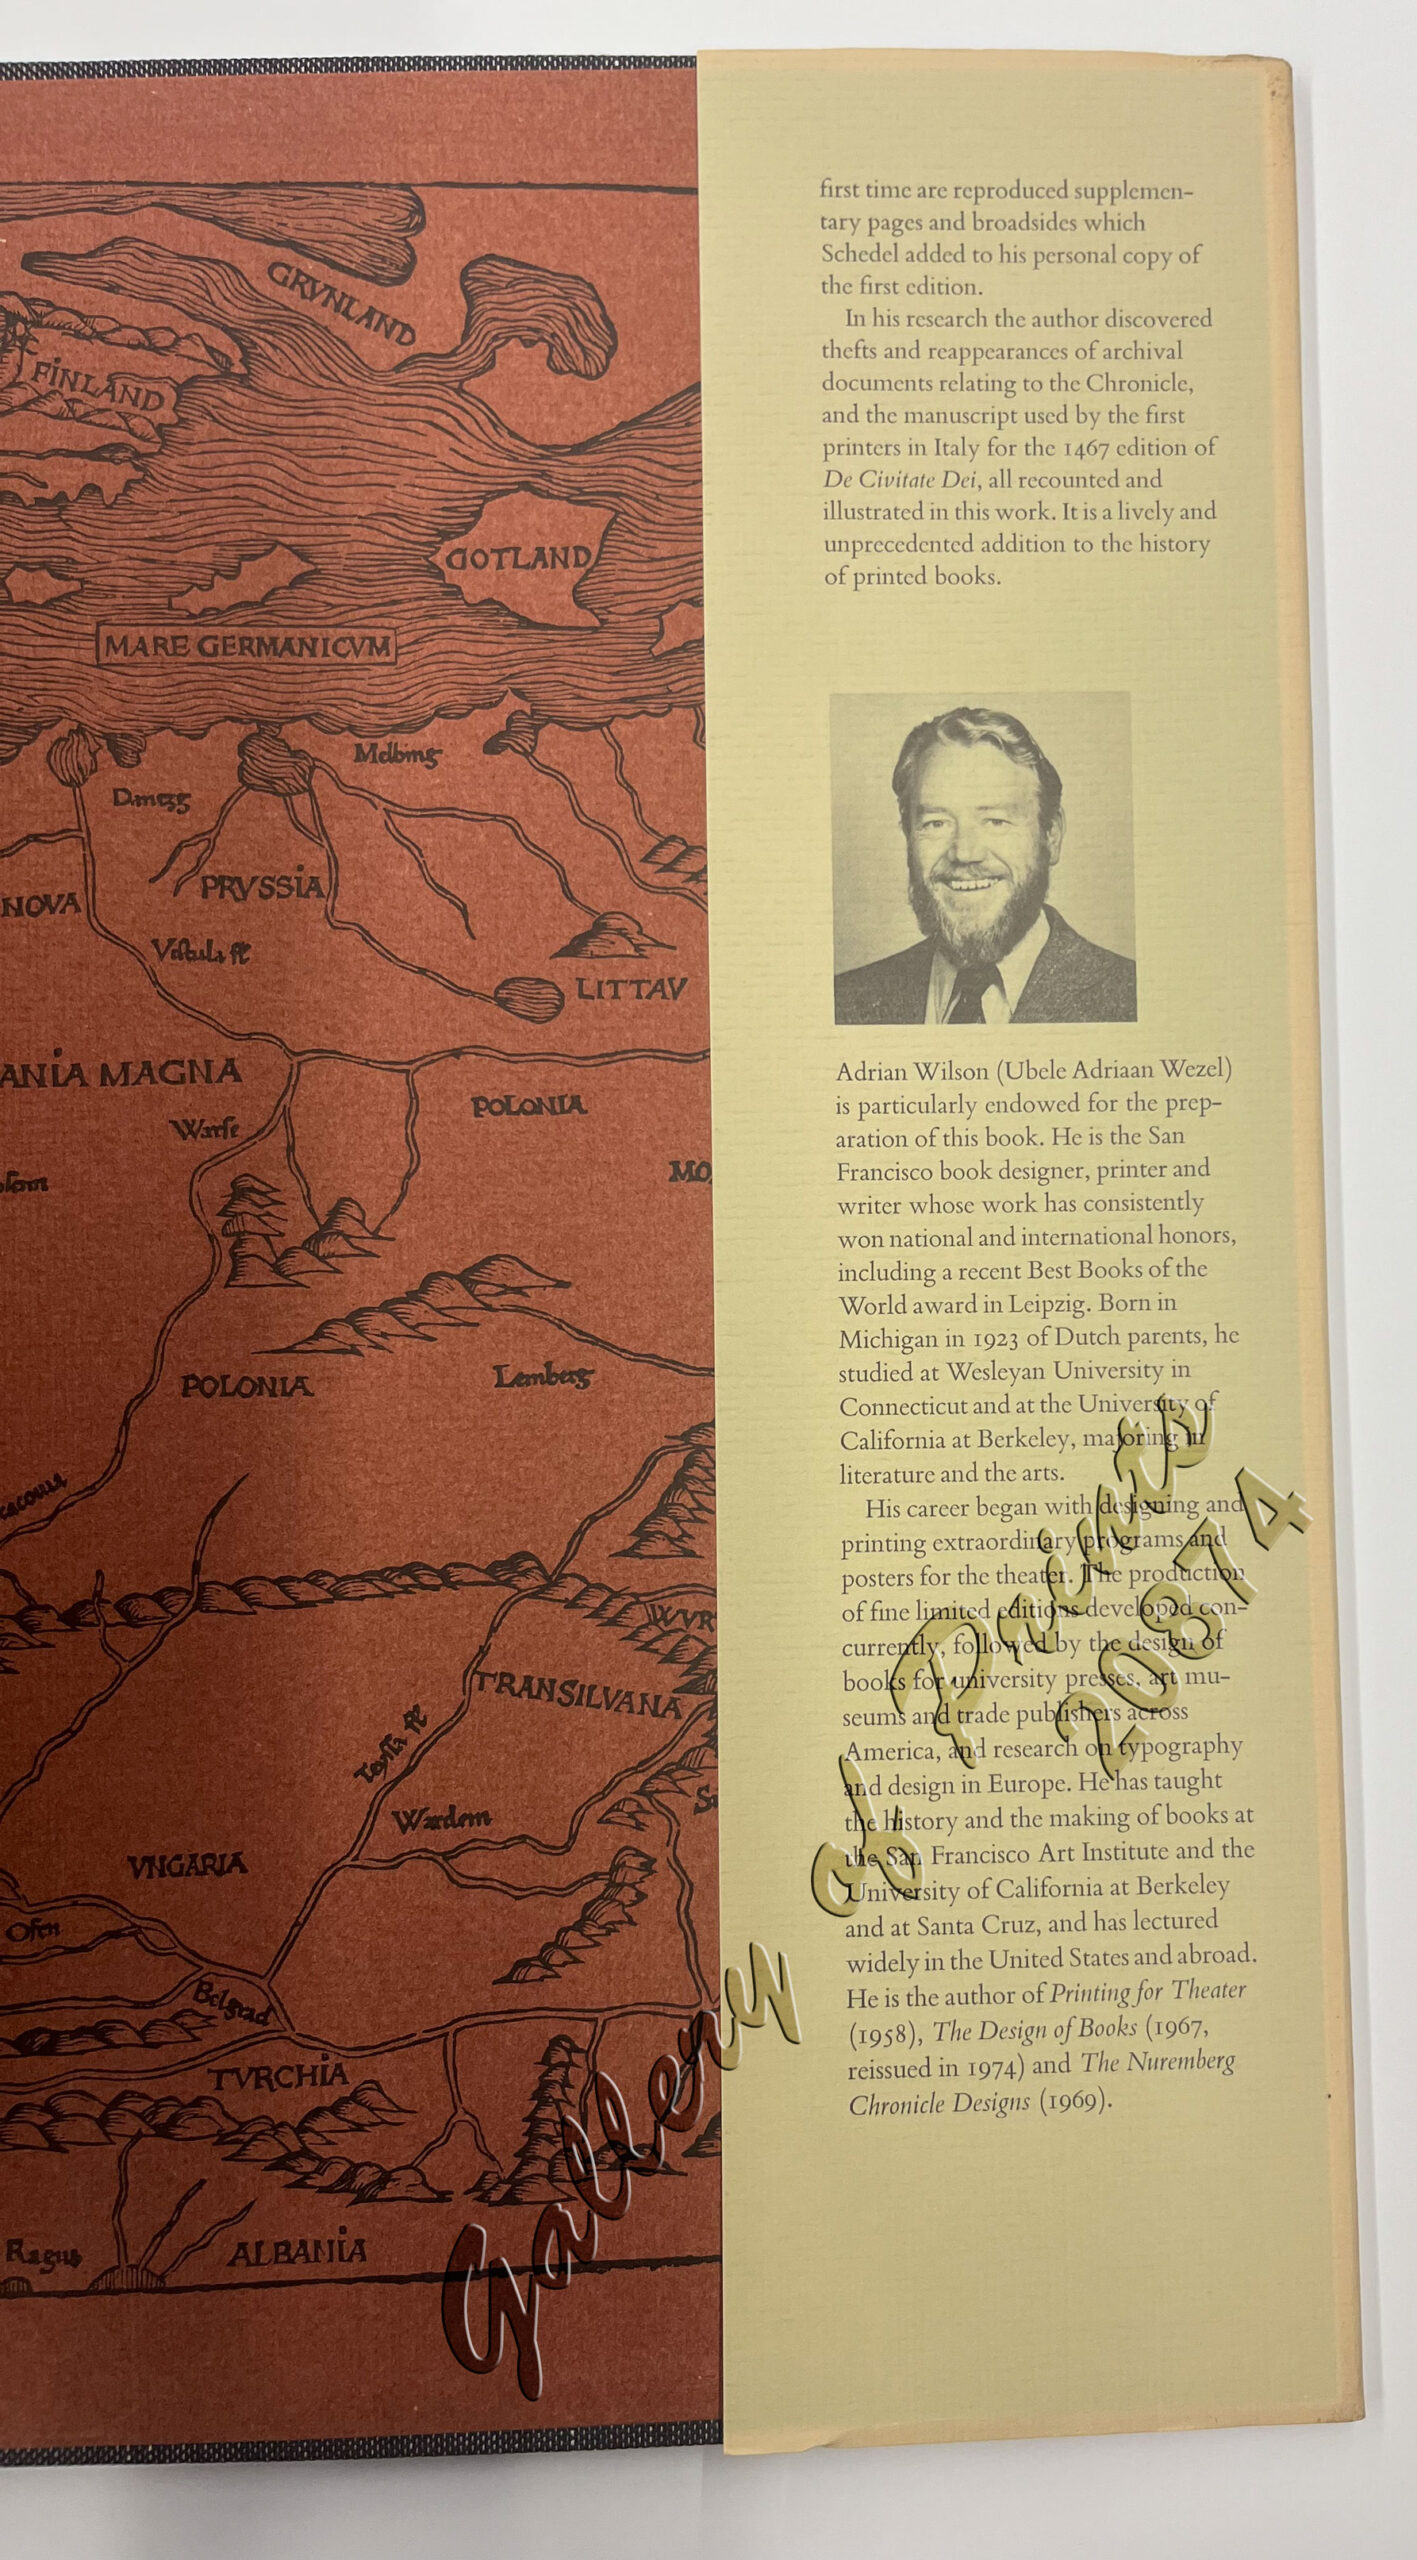 GRVNLAND
FINLAND
GOTLAND
MARE GERMANICVM
Melbing
PRVSSIA
NOVA
Vistula fl
LITTAV
ANIA MAGNA
POLONIA
Warse
MO
POLONIA
Lemberg
WVR
TRANSILVANA
Wardem
VNGARIA
Ofen
Belgrad
TVRCHIA
Ragus
ALBANIA
first time are reproduced supplemen-
tary pages and broadsides which
Schedel added to his personal copy of
the first edition.
In his research the author discovered
thefts and reappearances of archival
documents relating to the Chronicle,
and the manuscript used by the first
printers in Italy for the 1467 edition of
De Civitate Dei, all recounted and
illustrated in this work. It is a lively and
unprecedented addition to the history
of printed books.
Adrian Wilson (Ubele Adriaan Wezel)
is particularly endowed for the prep-
aration of this book. He is the San
Francisco book designer, printer and
writer whose work has consistently
won national and international honors,
including a recent Best Books of the
World award in Leipzig. Born in
Michigan in 1923 of Dutch parents, he
studied at Wesleyan University in
Connecticut and at the University of
California at Berkeley, majoring in
literature and the arts.
His career began with designing and
printing extraordinary programs and
posters for the theater. The production
of fine limited editions developed con-
currently, followed by the design of
books for university presses, art mu-
seums and trade publishers across
America, and research on typography
and design in Europe. He has taught
the history and the making of books at
the San Francisco Art Institute and the
University of California at Berkeley
and at Santa Cruz, and has lectured
widely in the United States and abroad.
He is the author of Printing for Theater
(1958), The Design of Books (1967,
reissued in 1974) and The Nuremberg
Chronicle Designs (1969).
Gallery of Prints
20874